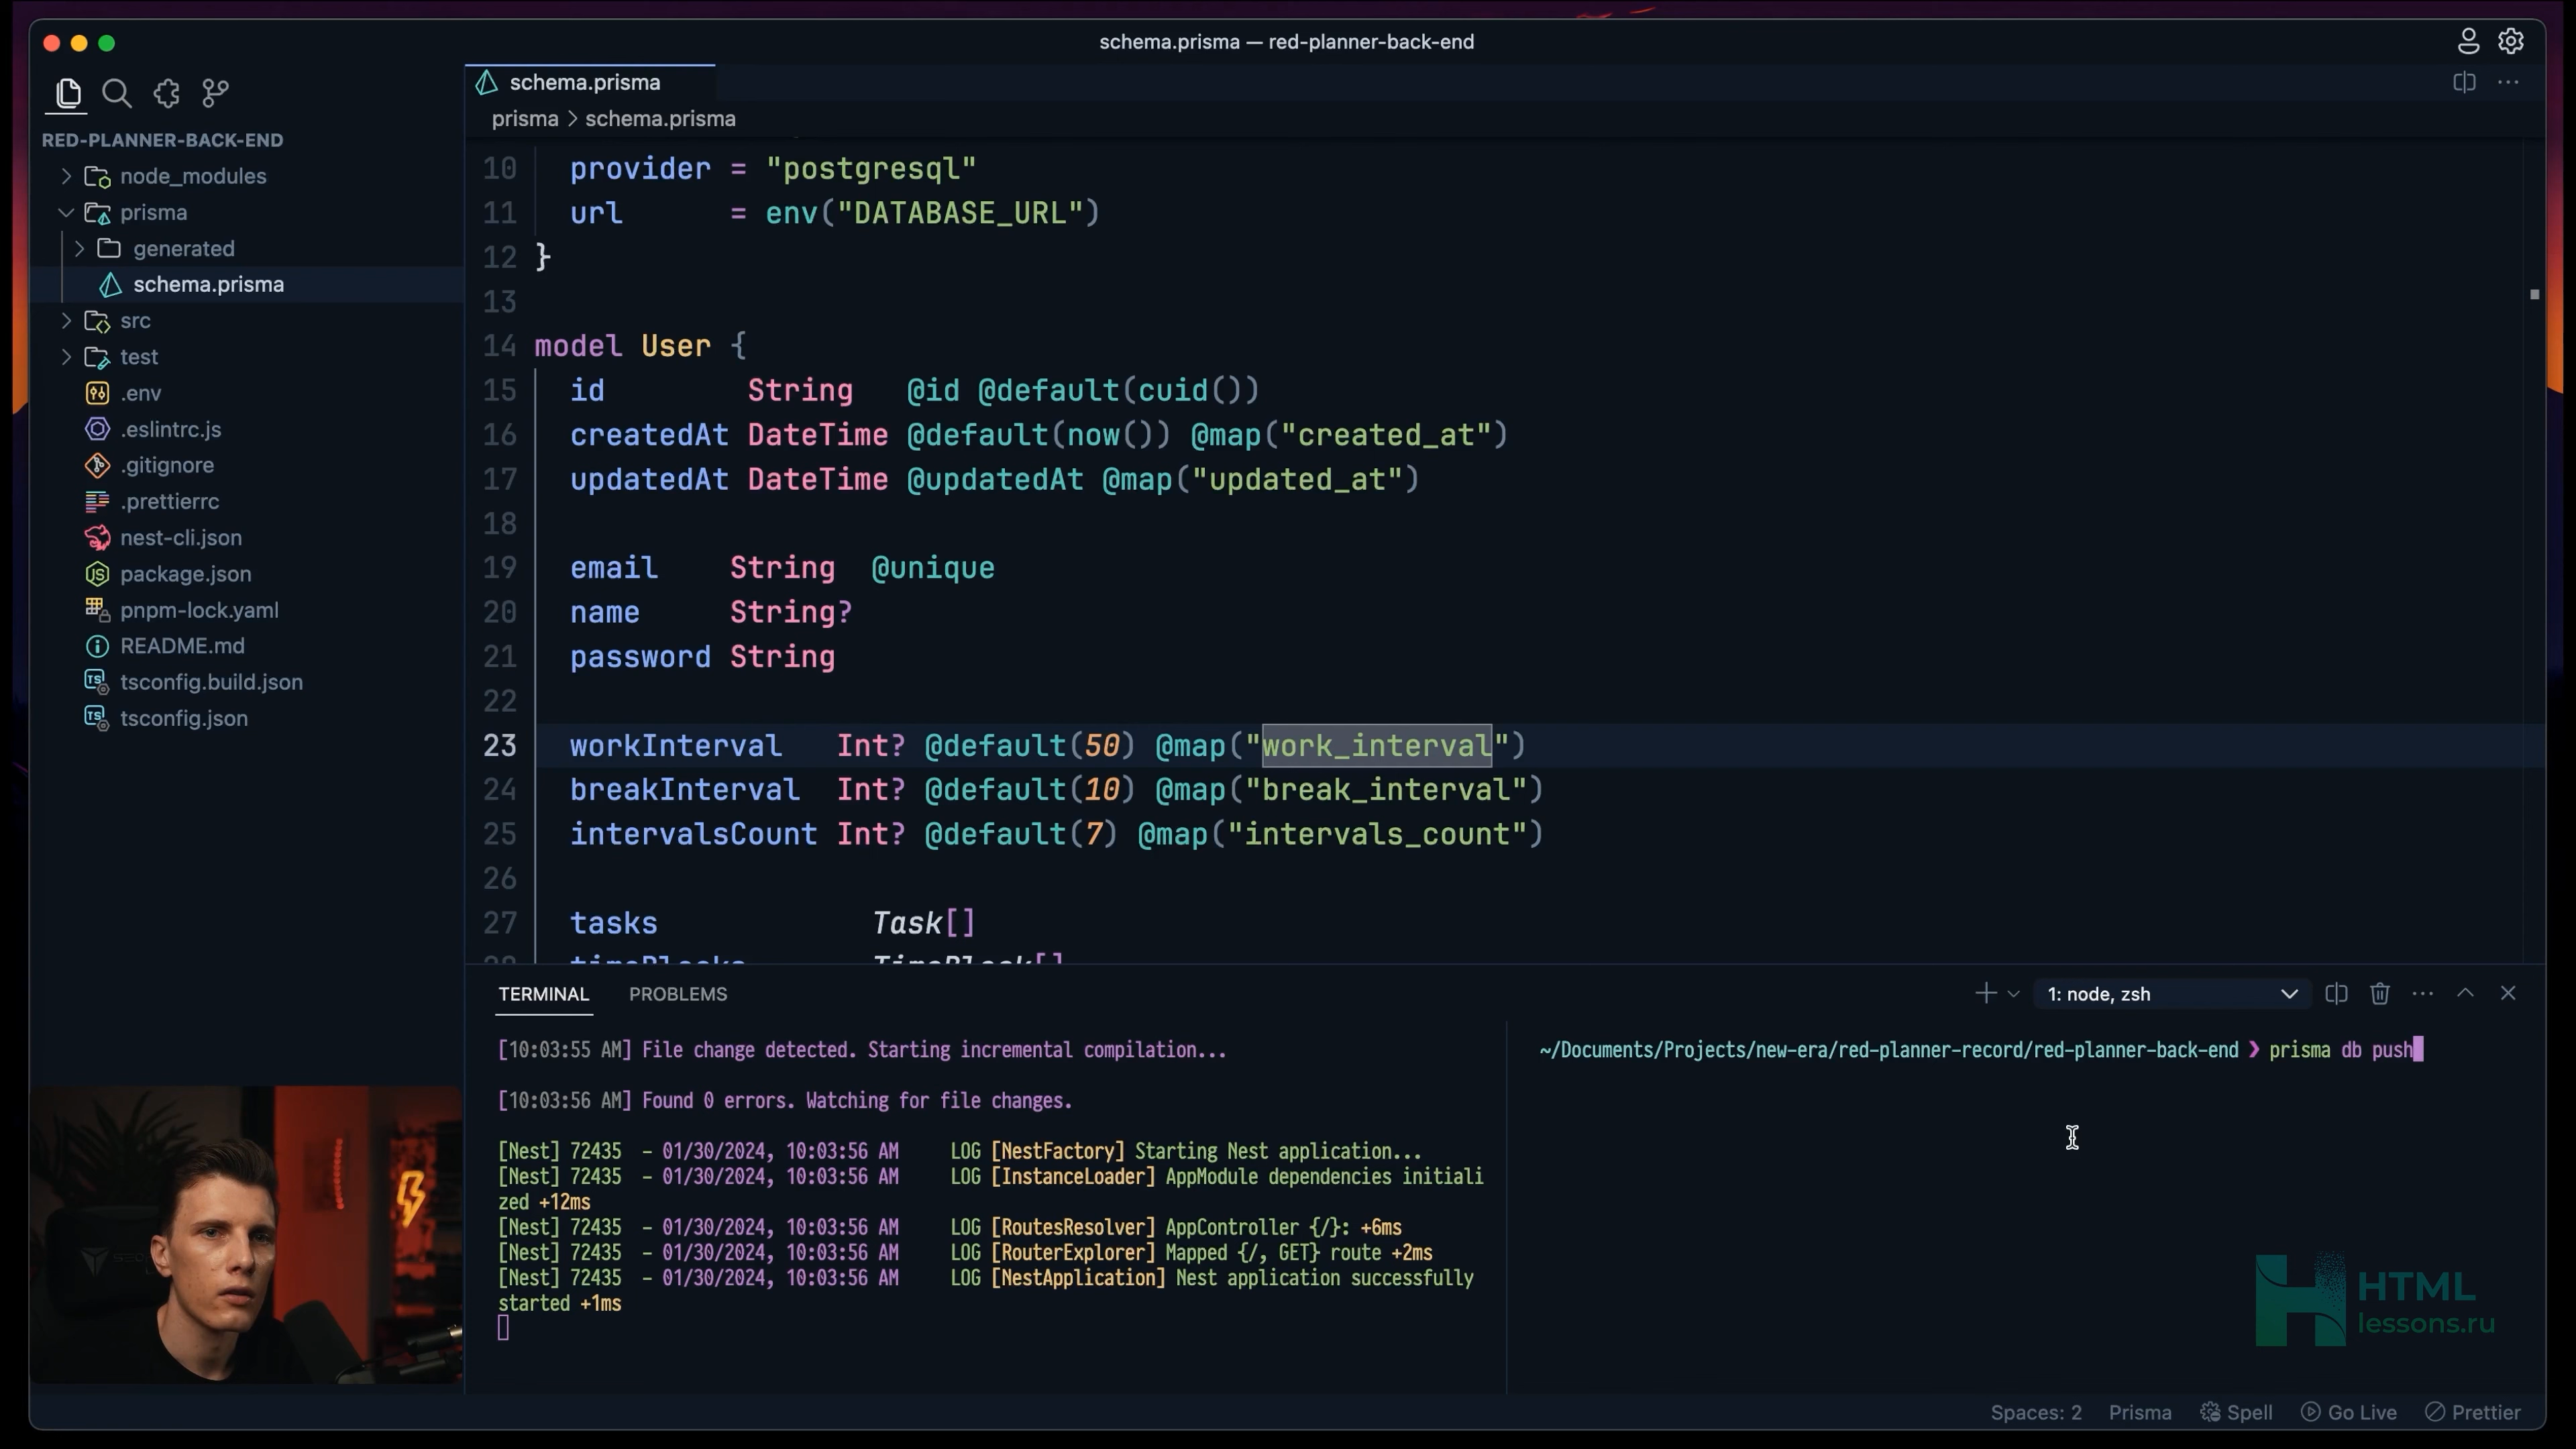 schema.prisma — red-planner-back-end
RED-PLANNER-BACK-END
node_modules
prisma
generated
schema.prisma
src
test
.env
.eslintrc.js
.gitignore
.prettierrc
nest-cli.json
package.json
pnpm-lock.yaml
README.md
tsconfig.build.json
tsconfig.json
schema.prisma
prisma > schema.prisma
10 provider = "postgresql"
11 url = env("DATABASE_URL")
12 }
13
14 model User {
15 id String @id @default(cuid())
16 createdAt DateTime @default(now()) @map("created_at")
17 updatedAt DateTime @updatedAt @map("updated_at")
18
19 email String @unique
20 name String?
21 password String
22
23 workInterval Int? @default(50) @map("work_interval")
24 breakInterval Int? @default(10) @map("break_interval")
25 intervalsCount Int? @default(7) @map("intervals_count")
26
27 tasks Task[]
28 timeBlocks TimeBlock[]
TERMINAL PROBLEMS
1: node, zsh
[10:03:55 AM] File change detected. Starting incremental compilation...
[10:03:56 AM] Found 0 errors. Watching for file changes.
[Nest] 72435 - 01/30/2024, 10:03:56 AM LOG [NestFactory] Starting Nest application...
[Nest] 72435 - 01/30/2024, 10:03:56 AM LOG [InstanceLoader] AppModule dependencies initiali
zed +12ms
[Nest] 72435 - 01/30/2024, 10:03:56 AM LOG [RoutesResolver] AppController {/}: +6ms
[Nest] 72435 - 01/30/2024, 10:03:56 AM LOG [RouterExplorer] Mapped {/, GET} route +2ms
[Nest] 72435 - 01/30/2024, 10:03:56 AM LOG [NestApplication] Nest application successfully
started +1ms
~/Documents/Projects/new-era/red-planner-record/red-planner-back-end ❯ prisma db push
HTML
lessons.ru
Spaces: 2 Prisma Spell Go Live Prettier